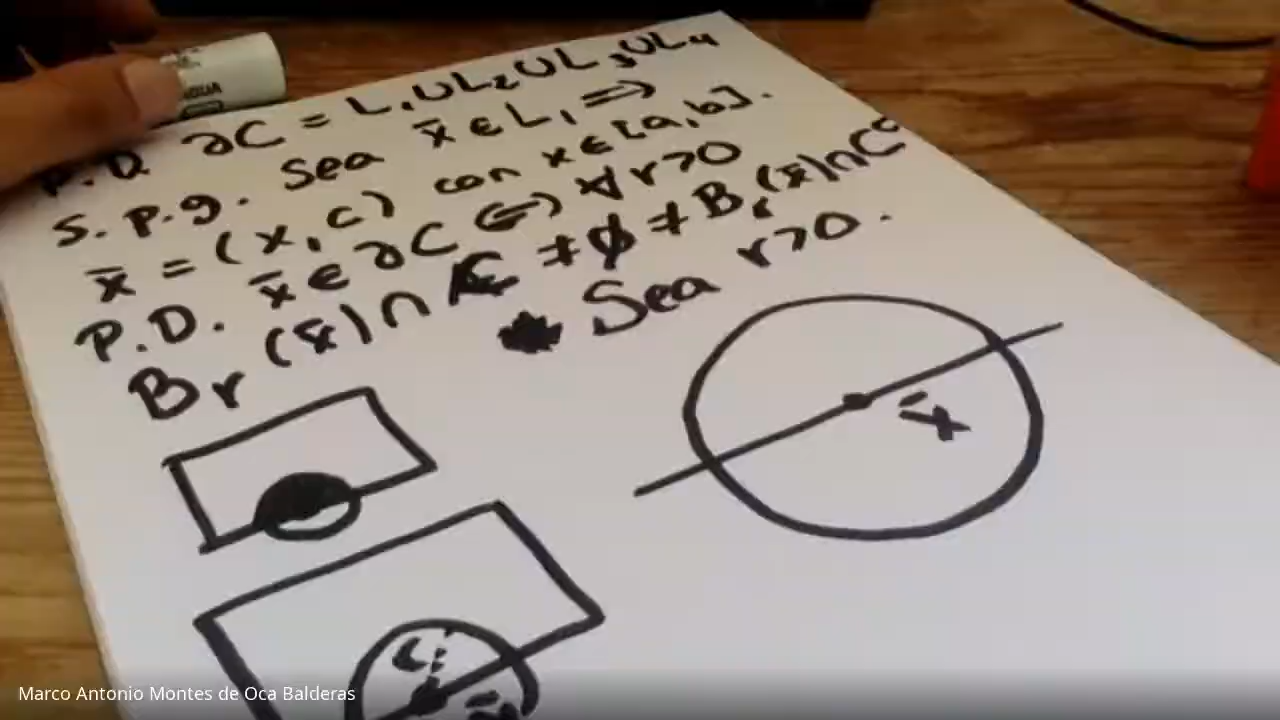 P.D. ∂C = L₁UL₂UL₃UL₄
S.P.g. Sea x̄ ∈ L₁ ⇒
x̄ = (x, c) con x ∈ [a, b].
P.D. x̄ ∈ ∂C ⇔ ∀ r>0
Br (x̄) ∩ C ≠ ∅ ≠ Br(x̄) ∩ Cᶜ
Sea r>0.
x̄
Marco Antonio Montes de Oca Balderas